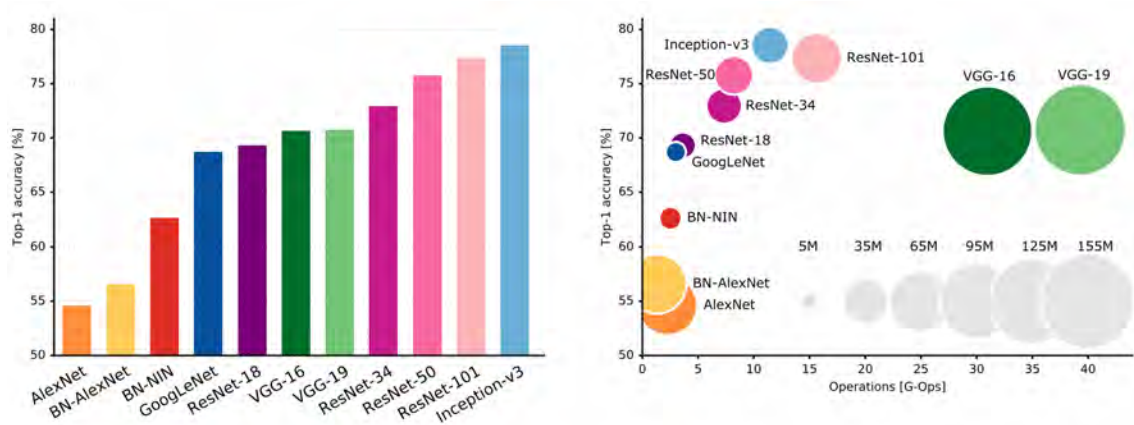 80
75
70
65
60
55
50
Top-1 accuracy [%]
AlexNet
BN-AlexNet
BN-NIN
GoogLeNet
ResNet-18
VGG-16
VGG-19
ResNet-34
ResNet-50
ResNet-101
Inception-v3
80
75
70
65
60
55
50
Top-1 accuracy [%]
Inception-v3
ResNet-101
ResNet-50
VGG-16 VGG-19
ResNet-34
ResNet-18
GoogLeNet
BN-NIN
5M 35M 65M 95M 125M 155M
BN-AlexNet
AlexNet
0 5 10 15 20 25 30 35 40
Operations [G-Ops]